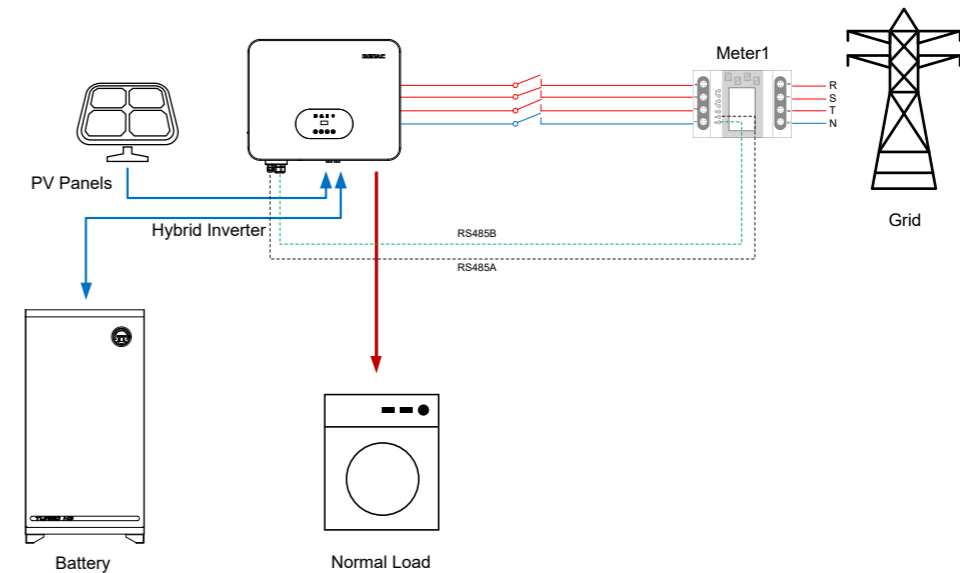 Meter1
R
S
T
N
PV Panels
Hybrid Inverter
Grid
RS485B
RS485A
Battery
Normal Load